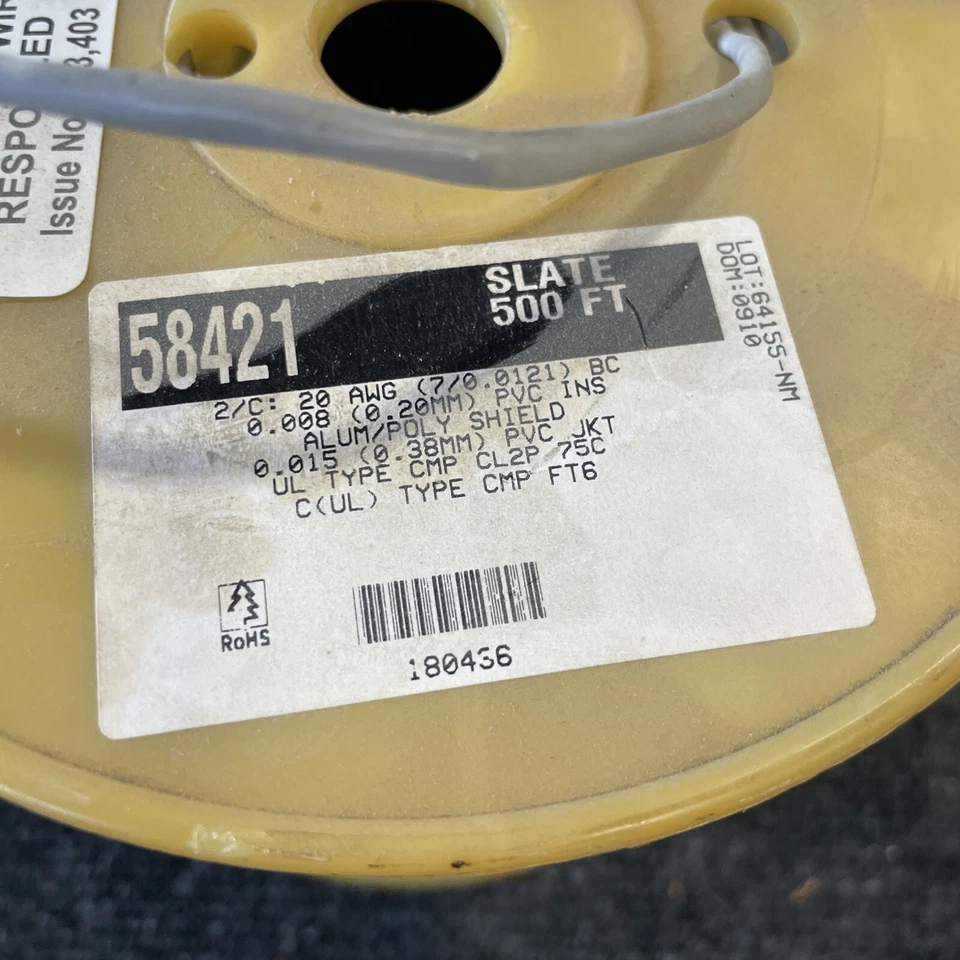 RESPO
LED
Issue No
3,403
58421
SLATE
500 FT
LOT:64155-NM
DOM:0910
2/C: 20 AWG (7/0.0121) BC
0.008 (0.20MM) PVC INS
ALUM/POLY SHIELD
0.015 (0.38MM) PVC JKT
UL TYPE CMP CL2P 75C
C(UL) TYPE CMP FT6
RoHS
180436